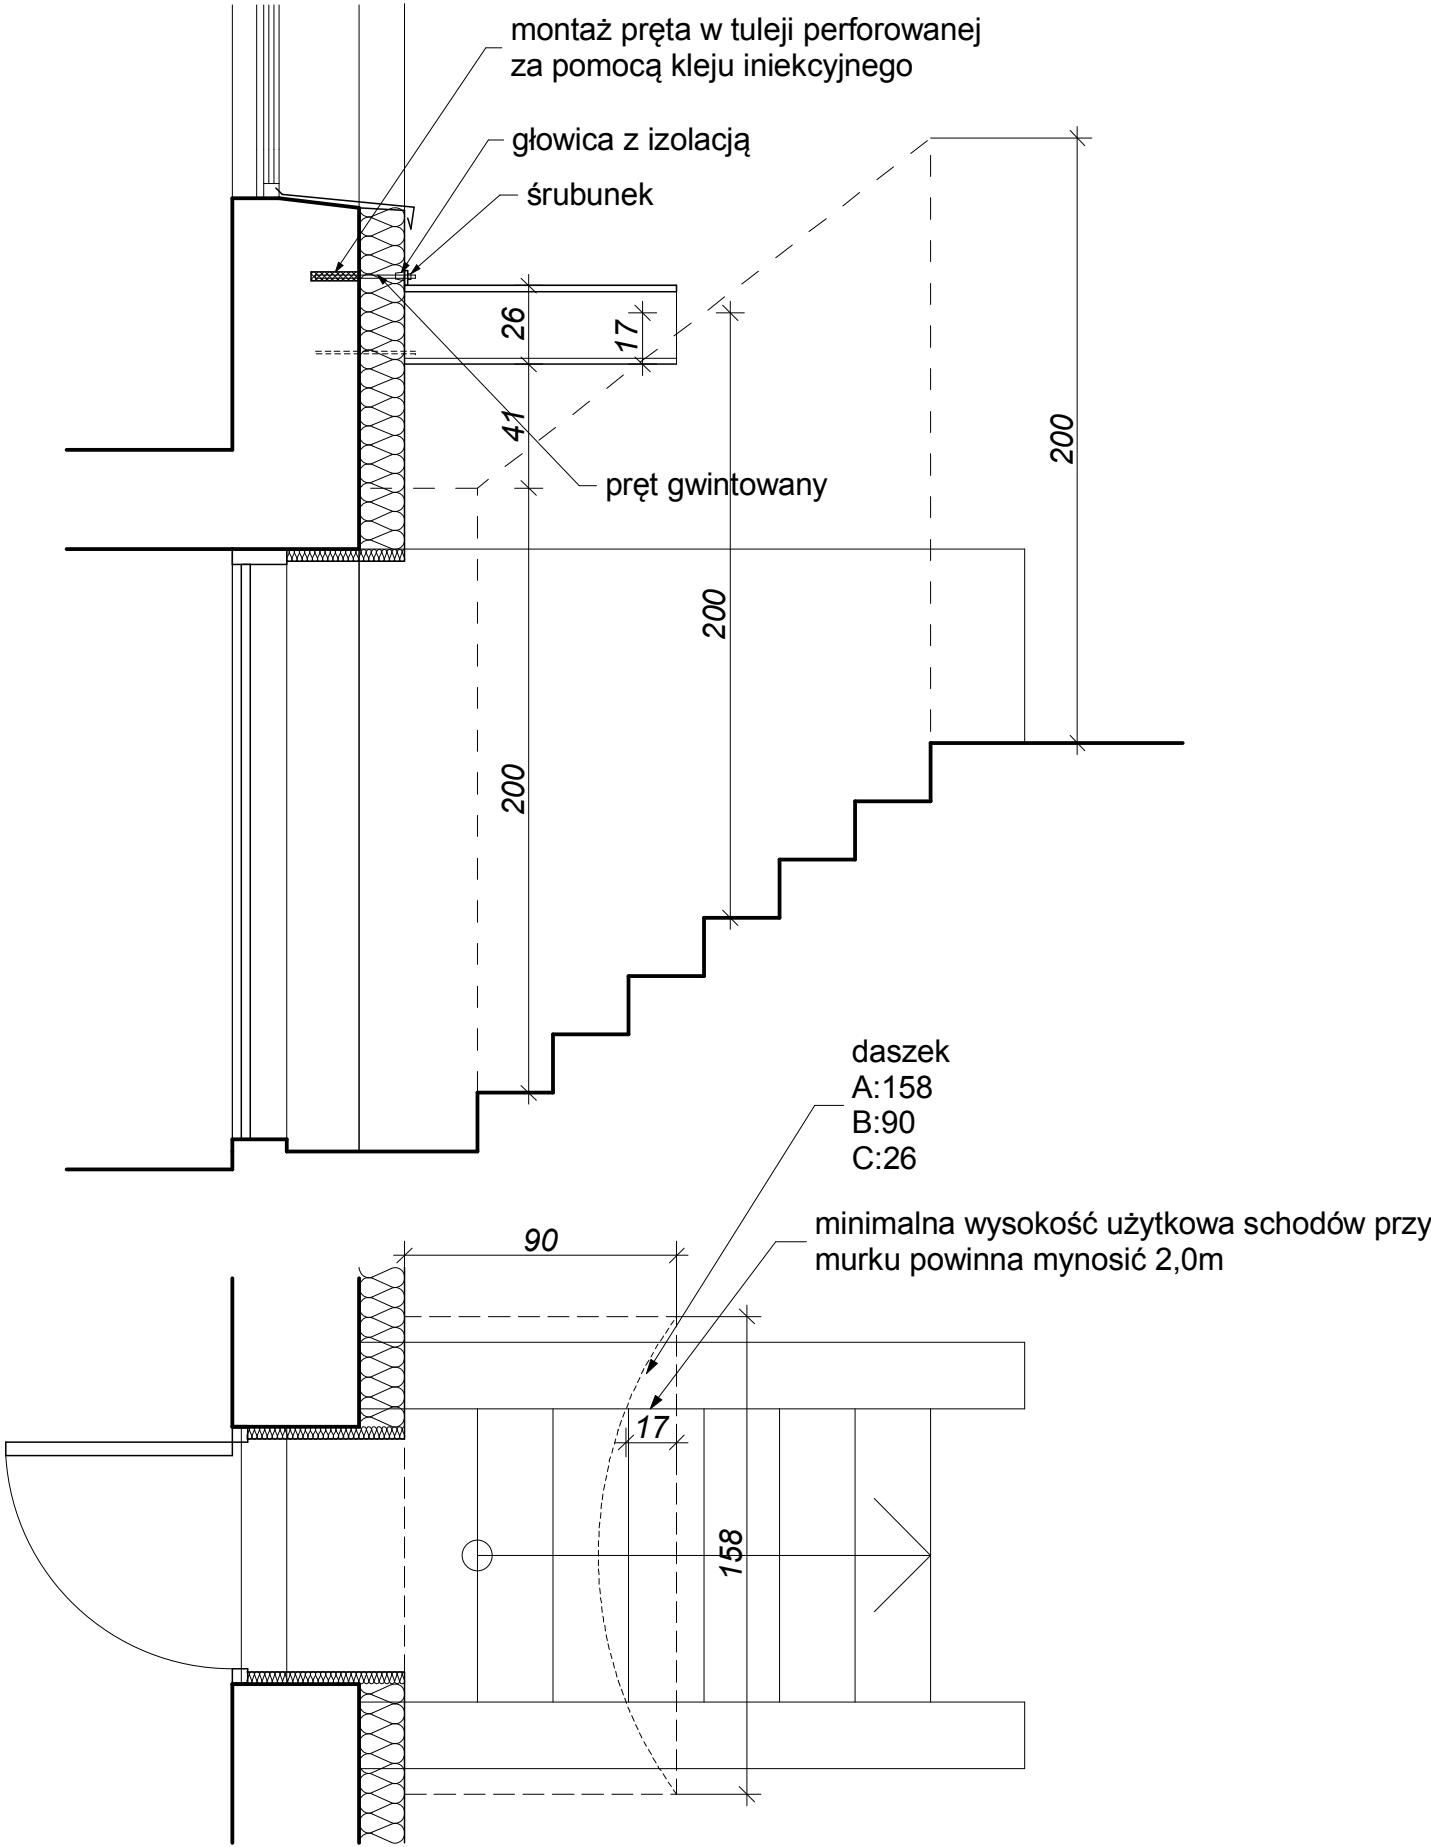 montaż pręta w tuleji perforowanej
za pomocą kleju iniekcyjnego
głowica z izolacją
śrubunek
26
17
41
200
pręt gwintowany
200
200
daszek
A:158
B:90
C:26
minimalna wysokość użytkowa schodów przy
murku powinna mynosić 2,0m
90
17
158